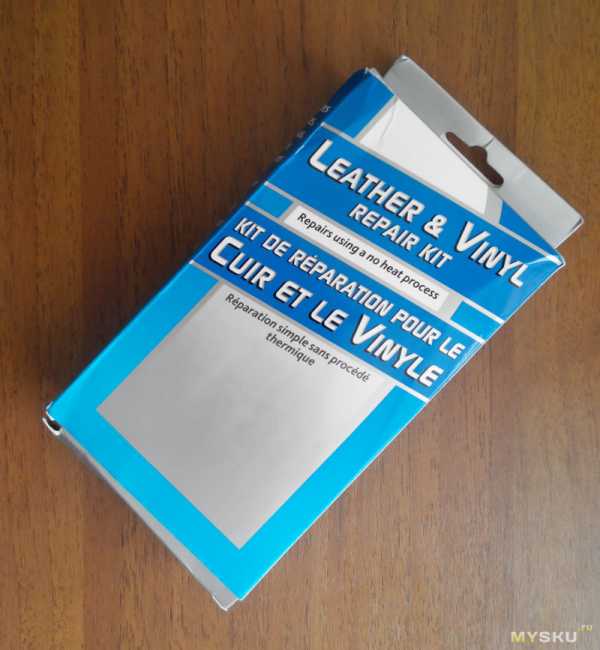 LEATHER & VINYL
REPAIR KIT
Repairs using a no heat process
KIT DE RÉPARATION POUR LE
CUIR ET LE VINYLE
Réparation simple sans procédé
thermique
MYSKU.ru